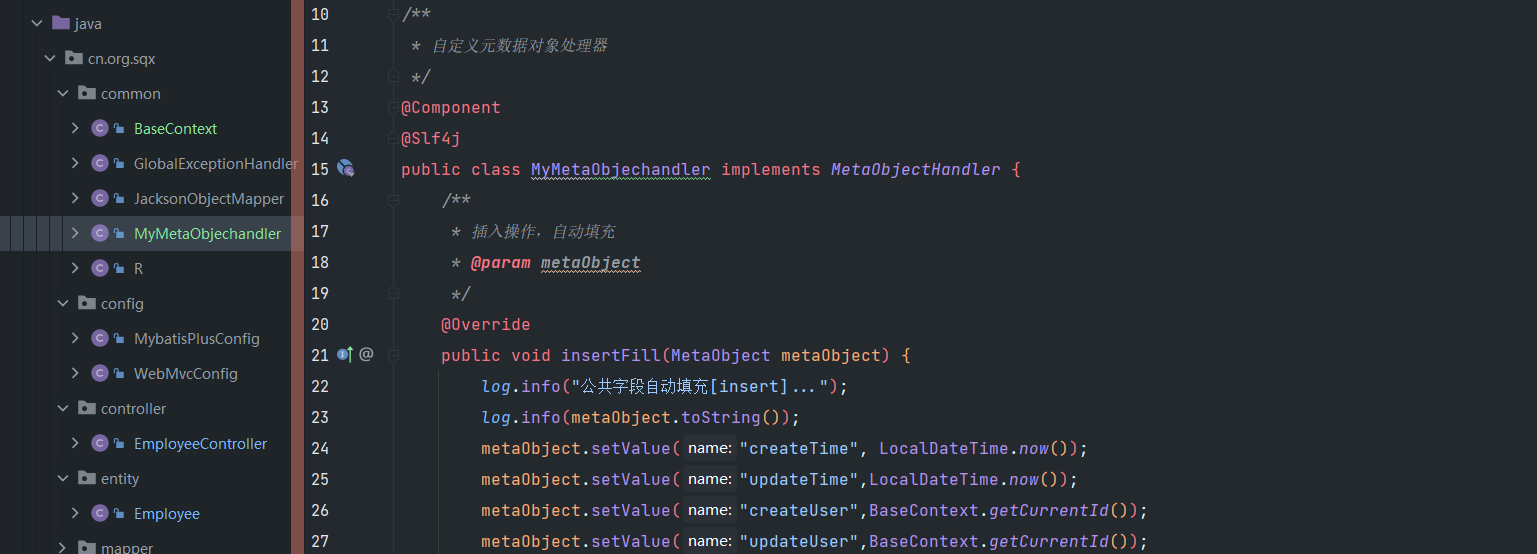 java
cn.org.sqx
common
BaseContext
GlobalExceptionHandler
JacksonObjectMapper
MyMetaObjechandler
R
config
MybatisPlusConfig
WebMvcConfig
controller
EmployeeController
entity
Employee
mapper
10 /**
11 * 自定义元数据对象处理器
12 */
13 @Component
14 @Slf4j
15 public class MyMetaObjechandler implements MetaObjectHandler {
16 /**
17 * 插入操作，自动填充
18 * @param metaObject
19 */
20 @Override
21 @ public void insertFill(MetaObject metaObject) {
22 log.info("公共字段自动填充[insert]...");
23 log.info(metaObject.toString());
24 metaObject.setValue( name: "createTime", LocalDateTime.now());
25 metaObject.setValue( name: "updateTime",LocalDateTime.now());
26 metaObject.setValue( name: "createUser",BaseContext.getCurrentId());
27 metaObject.setValue( name: "updateUser",BaseContext.getCurrentId());